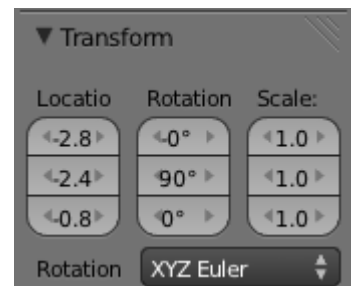 Transform
Locatio Rotation Scale:
-2.8 -0° 1.0
-2.4 90° 1.0
-0.8 0° 1.0
Rotation XYZ Euler